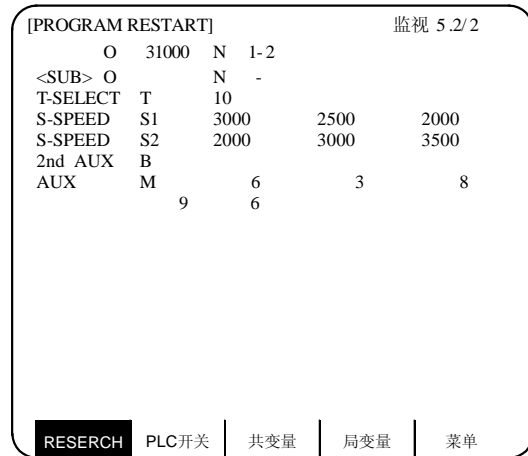 [PROGRAM RESTART] 监视 5.2/2
O 31000 N 1-2
<SUB> O N -
T-SELECT T 10
S-SPEED S1 3000 2500 2000
S-SPEED S2 2000 3000 3500
2nd AUX B
AUX M 6 3 8
9 6
RESERCH PLC开关 共变量 局变量 菜单